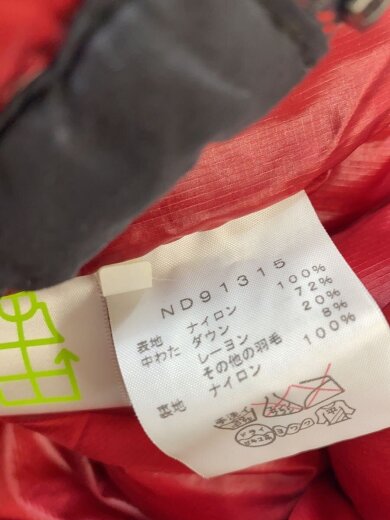 ND91315
表地 ナイロン 100%
中わた ダウン 72%
レーヨン 20%
その他の羽毛 8%
裏地 ナイロン 100%